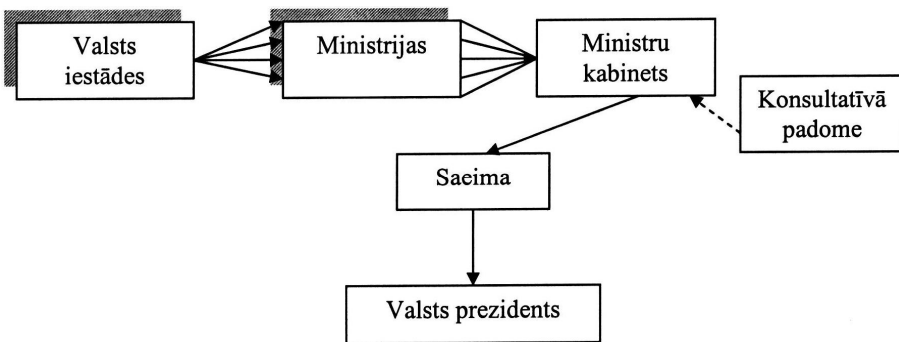 Valsts
iestādes
Ministrijas
Ministru
kabinets
Konsultatīvā
padome
Saeima
Valsts prezidents